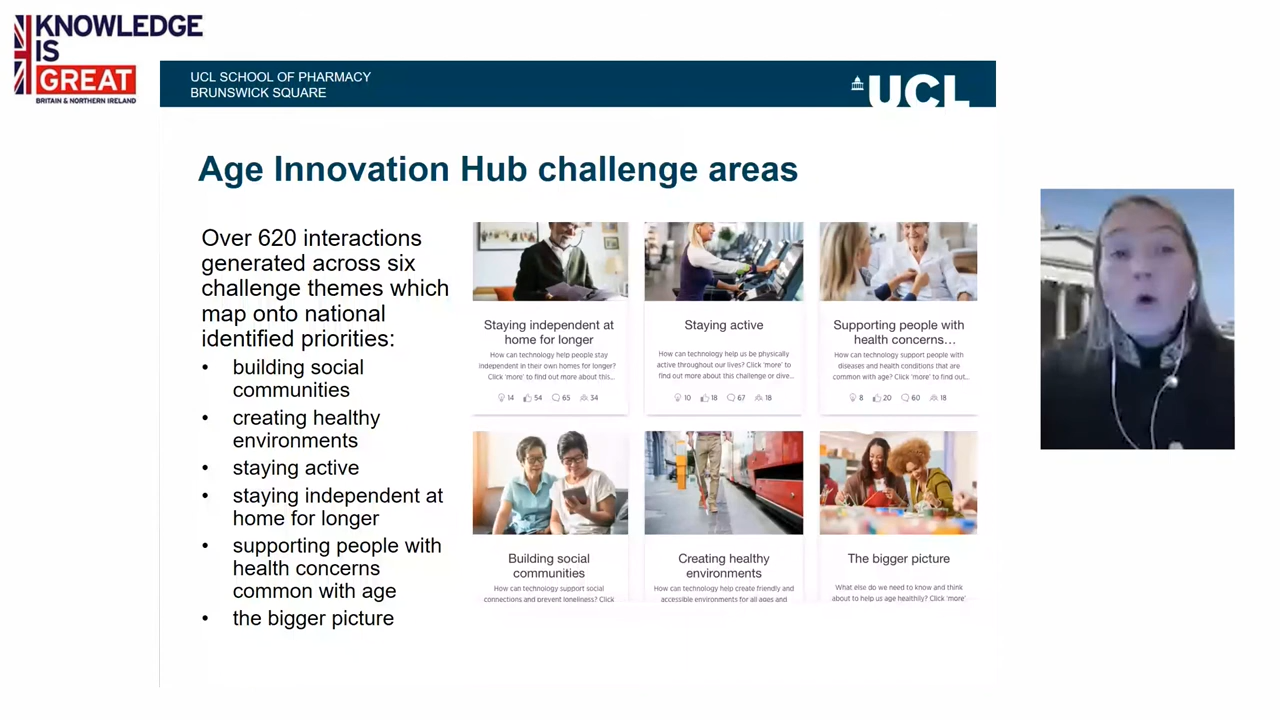 KNOWLEDGE
IS
GREAT
BRITAIN & NORTHERN IRELAND
UCL SCHOOL OF PHARMACY
BRUNSWICK SQUARE
UCL
Age Innovation Hub challenge areas
Over 620 interactions
generated across six
challenge themes which
map onto national
identified priorities:
• building social
communities
• creating healthy
environments
• staying active
• staying independent at
home for longer
• supporting people with
health concerns
common with age
• the bigger picture
Staying independent at
home for longer
How can technology help people stay
independent in their own homes for longer?
Click 'more' to find out more about this...
14 54 65 34
Staying active
How can technology help us be physically
active throughout our lives? Click 'more' to
find out more about this challenge or dive...
10 18 67 18
Supporting people with
health concerns...
How can technology support people with
diseases and health conditions that are
common with age? Click 'more' to find out...
8 20 60 18
Building social
communities
How can technology support social
connections and prevent loneliness? Click
Creating healthy
environments
How can technology help create friendly and
accessible environments for all ages and
The bigger picture
What else do we need to know and think
about to help us age healthily? Click 'more'